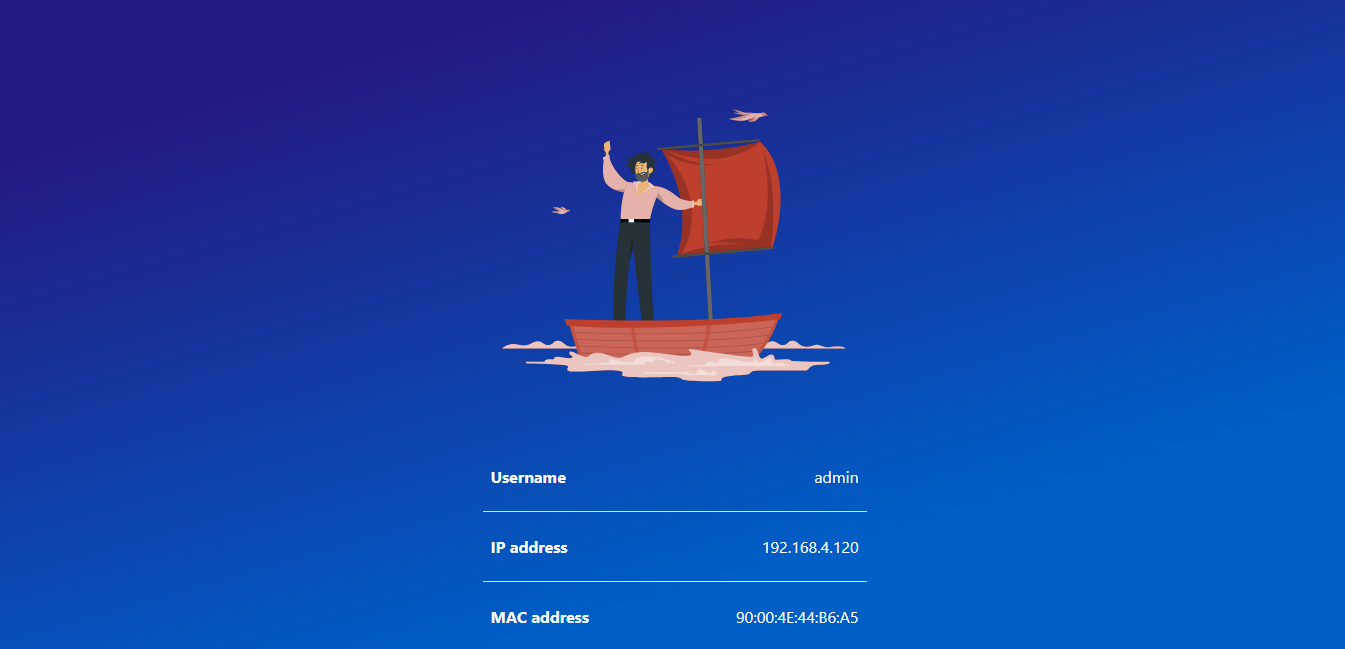 Username admin
IP address 192.168.4.120
MAC address 90:00:4E:44:B6:A5